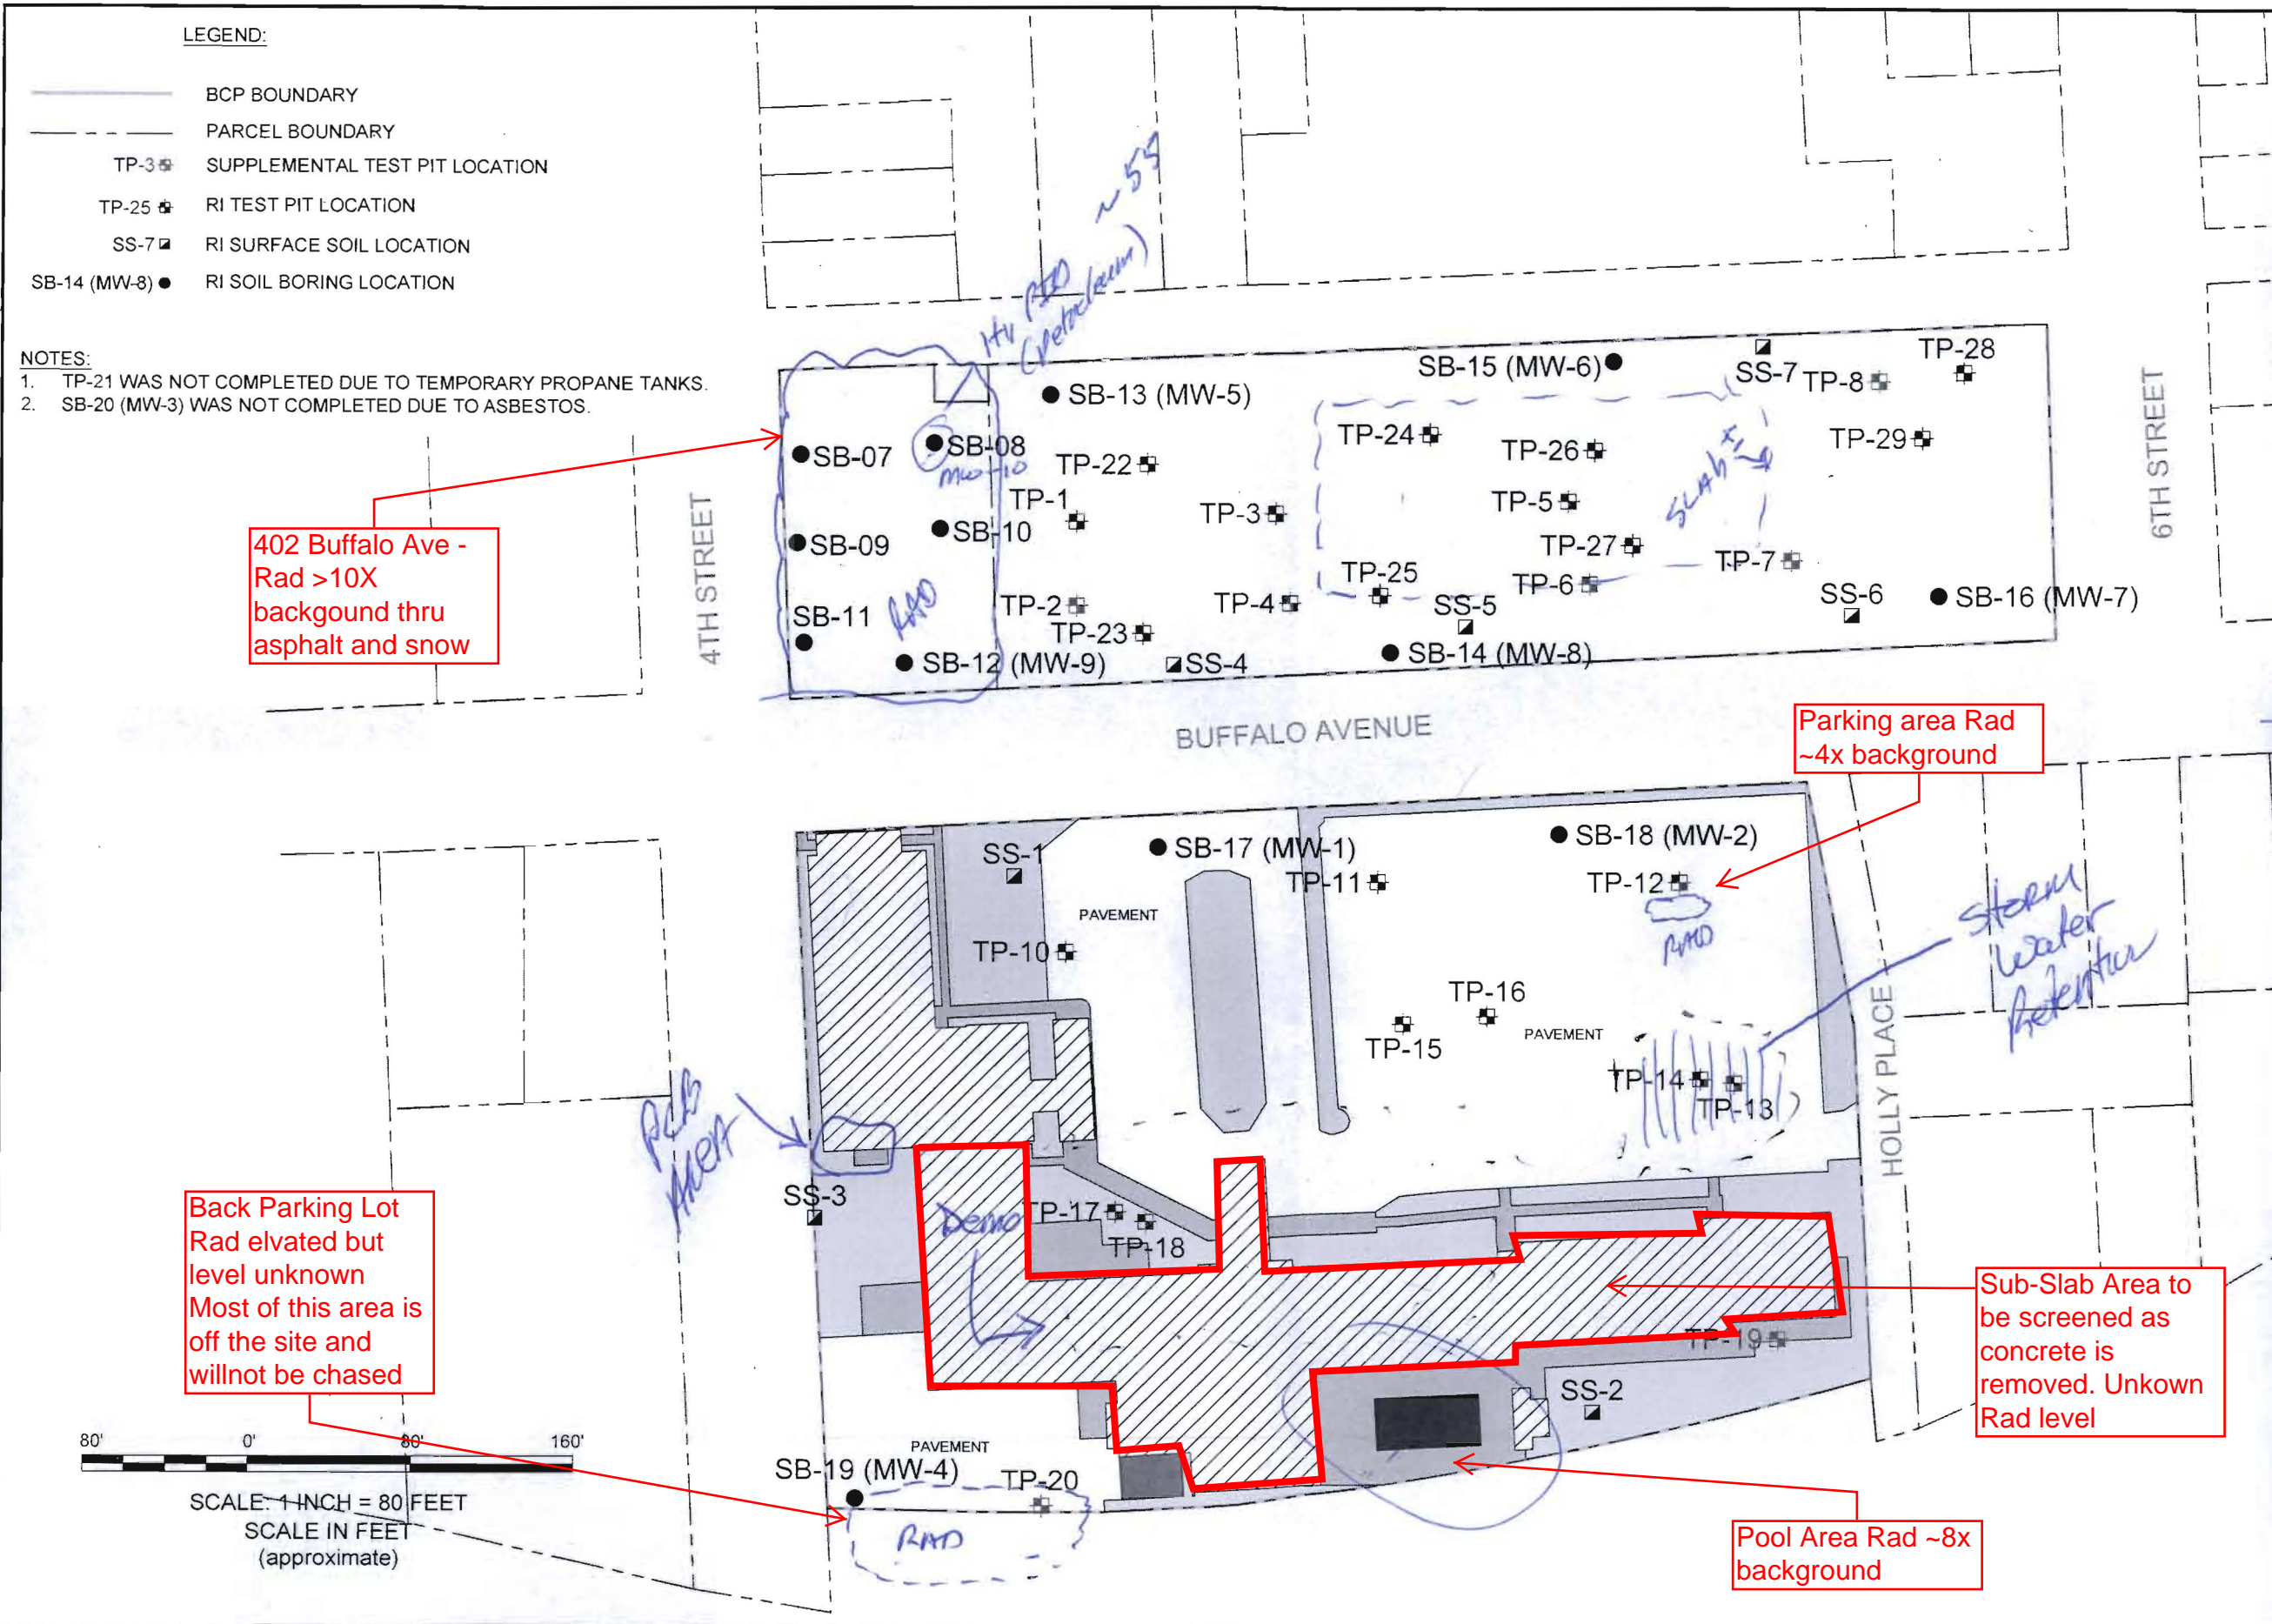 LEGEND:
BCP BOUNDARY
PARCEL BOUNDARY
TP-3 SUPPLEMENTAL TEST PIT LOCATION
TP-25 RI TEST PIT LOCATION
SS-7 RI SURFACE SOIL LOCATION
SB-14 (MW-8) RI SOIL BORING LOCATION
NOTES:
1. TP-21 WAS NOT COMPLETED DUE TO TEMPORARY PROPANE TANKS.
2. SB-20 (MW-3) WAS NOT COMPLETED DUE TO ASBESTOS.
~ 55
Hv PID
(petroleum)
SB-15 (MW-6)
SS-7
TP-8
TP-28
SB-13 (MW-5)
SB-07
SB-08
MW-10
TP-22
TP-24
TP-26
TP-29
SLAb
TP-1
TP-3
TP-5
SB-09
SB-10
TP-27
TP-7
TP-25
TP-6
SB-11
RAD
TP-2
TP-4
SS-5
SS-6
SB-16 (MW-7)
TP-23
SB-12 (MW-9)
SS-4
SB-14 (MW-8)
4TH STREET
6TH STREET
402 Buffalo Ave -
Rad >10X
backgound thru
asphalt and snow
BUFFALO AVENUE
Parking area Rad
~4x background
SS-1
SB-17 (MW-1)
SB-18 (MW-2)
TP-11
TP-12
RAD
PAVEMENT
TP-10
Storm
Water
Retention
TP-16
TP-15
PAVEMENT
TP-14
TP-13
HOLLY PLACE
PCB
AREA
SS-3
Demo
TP-17
TP-18
Back Parking Lot
Rad elvated but
level unknown
Most of this area is
off the site and
willnot be chased
Sub-Slab Area to
be screened as
concrete is
removed. Unkown
Rad level
TP-19
SS-2
PAVEMENT
SB-19 (MW-4)
TP-20
RAD
Pool Area Rad ~8x
background
80' 0' 80' 160'
SCALE: 1 INCH = 80 FEET
SCALE IN FEET
(approximate)